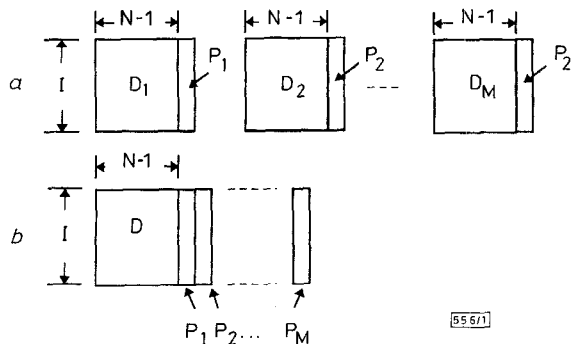 N-1 N-1 N-1
P1 P2 P2
a I D1 D2 DM
N-1
b I D
P1 P2... PM
556/1